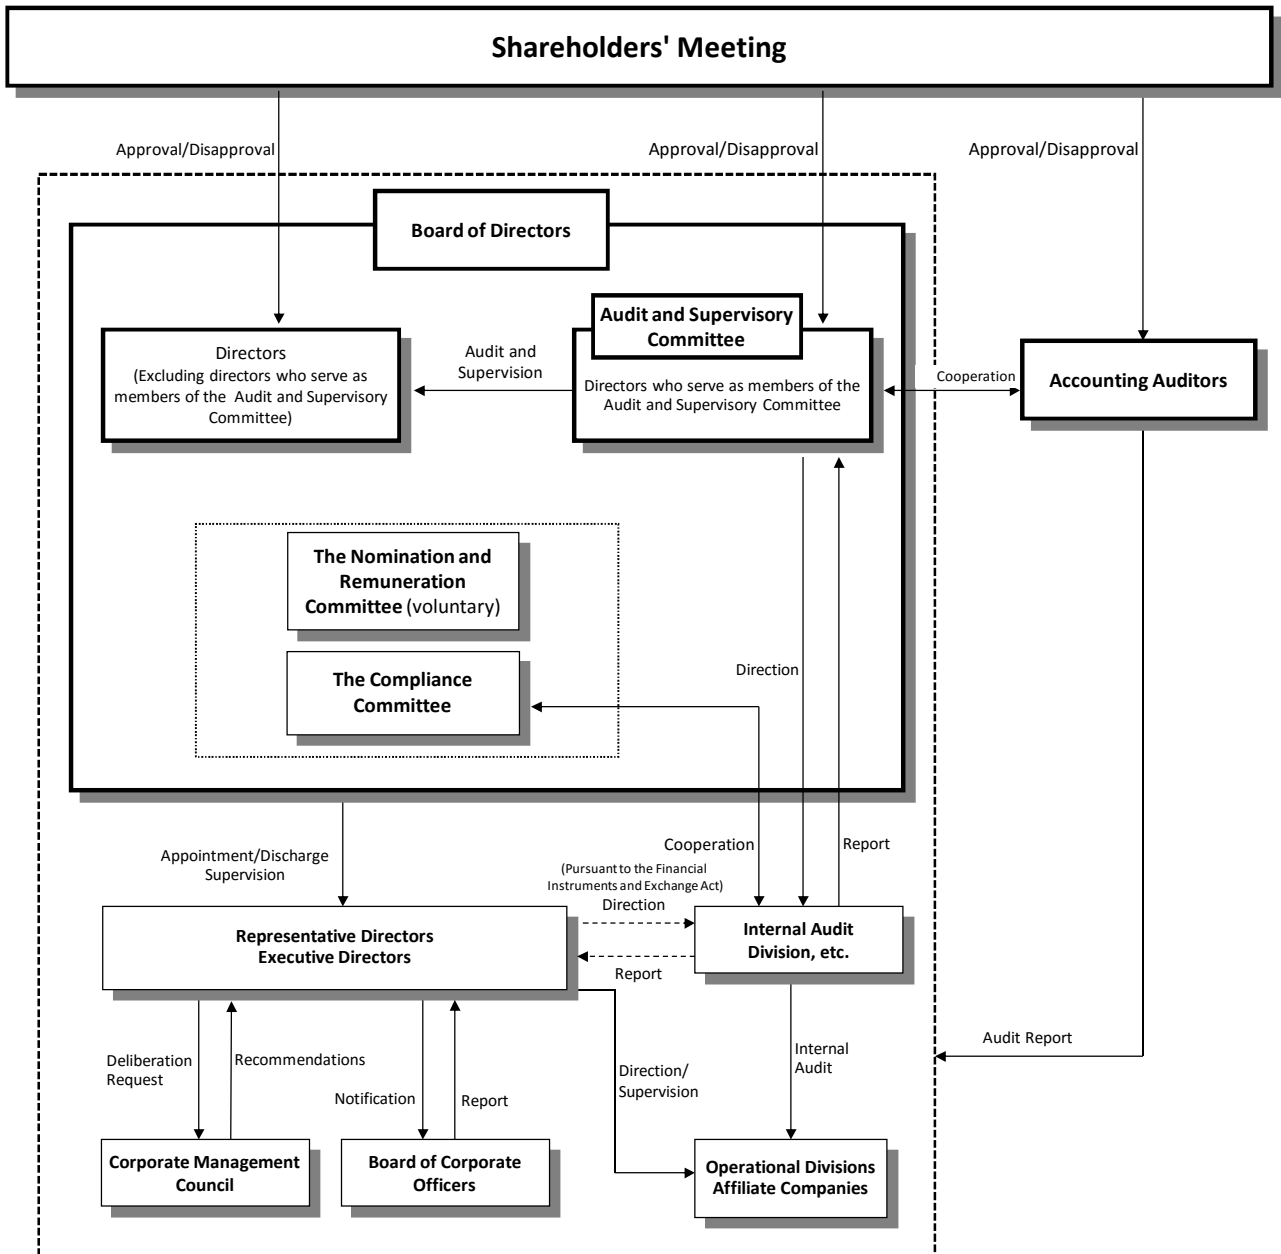 Shareholders' Meeting
Approval/Disapproval
Approval/Disapproval
Approval/Disapproval
Board of Directors
Audit and Supervisory
Committee
Directors
(Excluding directors who serve as
members of the Audit and Supervisory
Committee)
Audit and
Supervision
Directors who serve as members of the
Audit and Supervisory Committee
Cooperation
Accounting Auditors
The Nomination and
Remuneration
Committee (voluntary)
The Compliance
Committee
Direction
Appointment/Discharge
Supervision
Cooperation
Report
(Pursuant to the Financial
Instruments and Exchange Act)
Direction
Representative Directors
Executive Directors
Internal Audit
Division, etc.
Report
Deliberation
Request
Recommendations
Notification
Report
Direction/
Supervision
Internal
Audit
Audit Report
Corporate Management
Council
Board of Corporate
Officers
Operational Divisions
Affiliate Companies